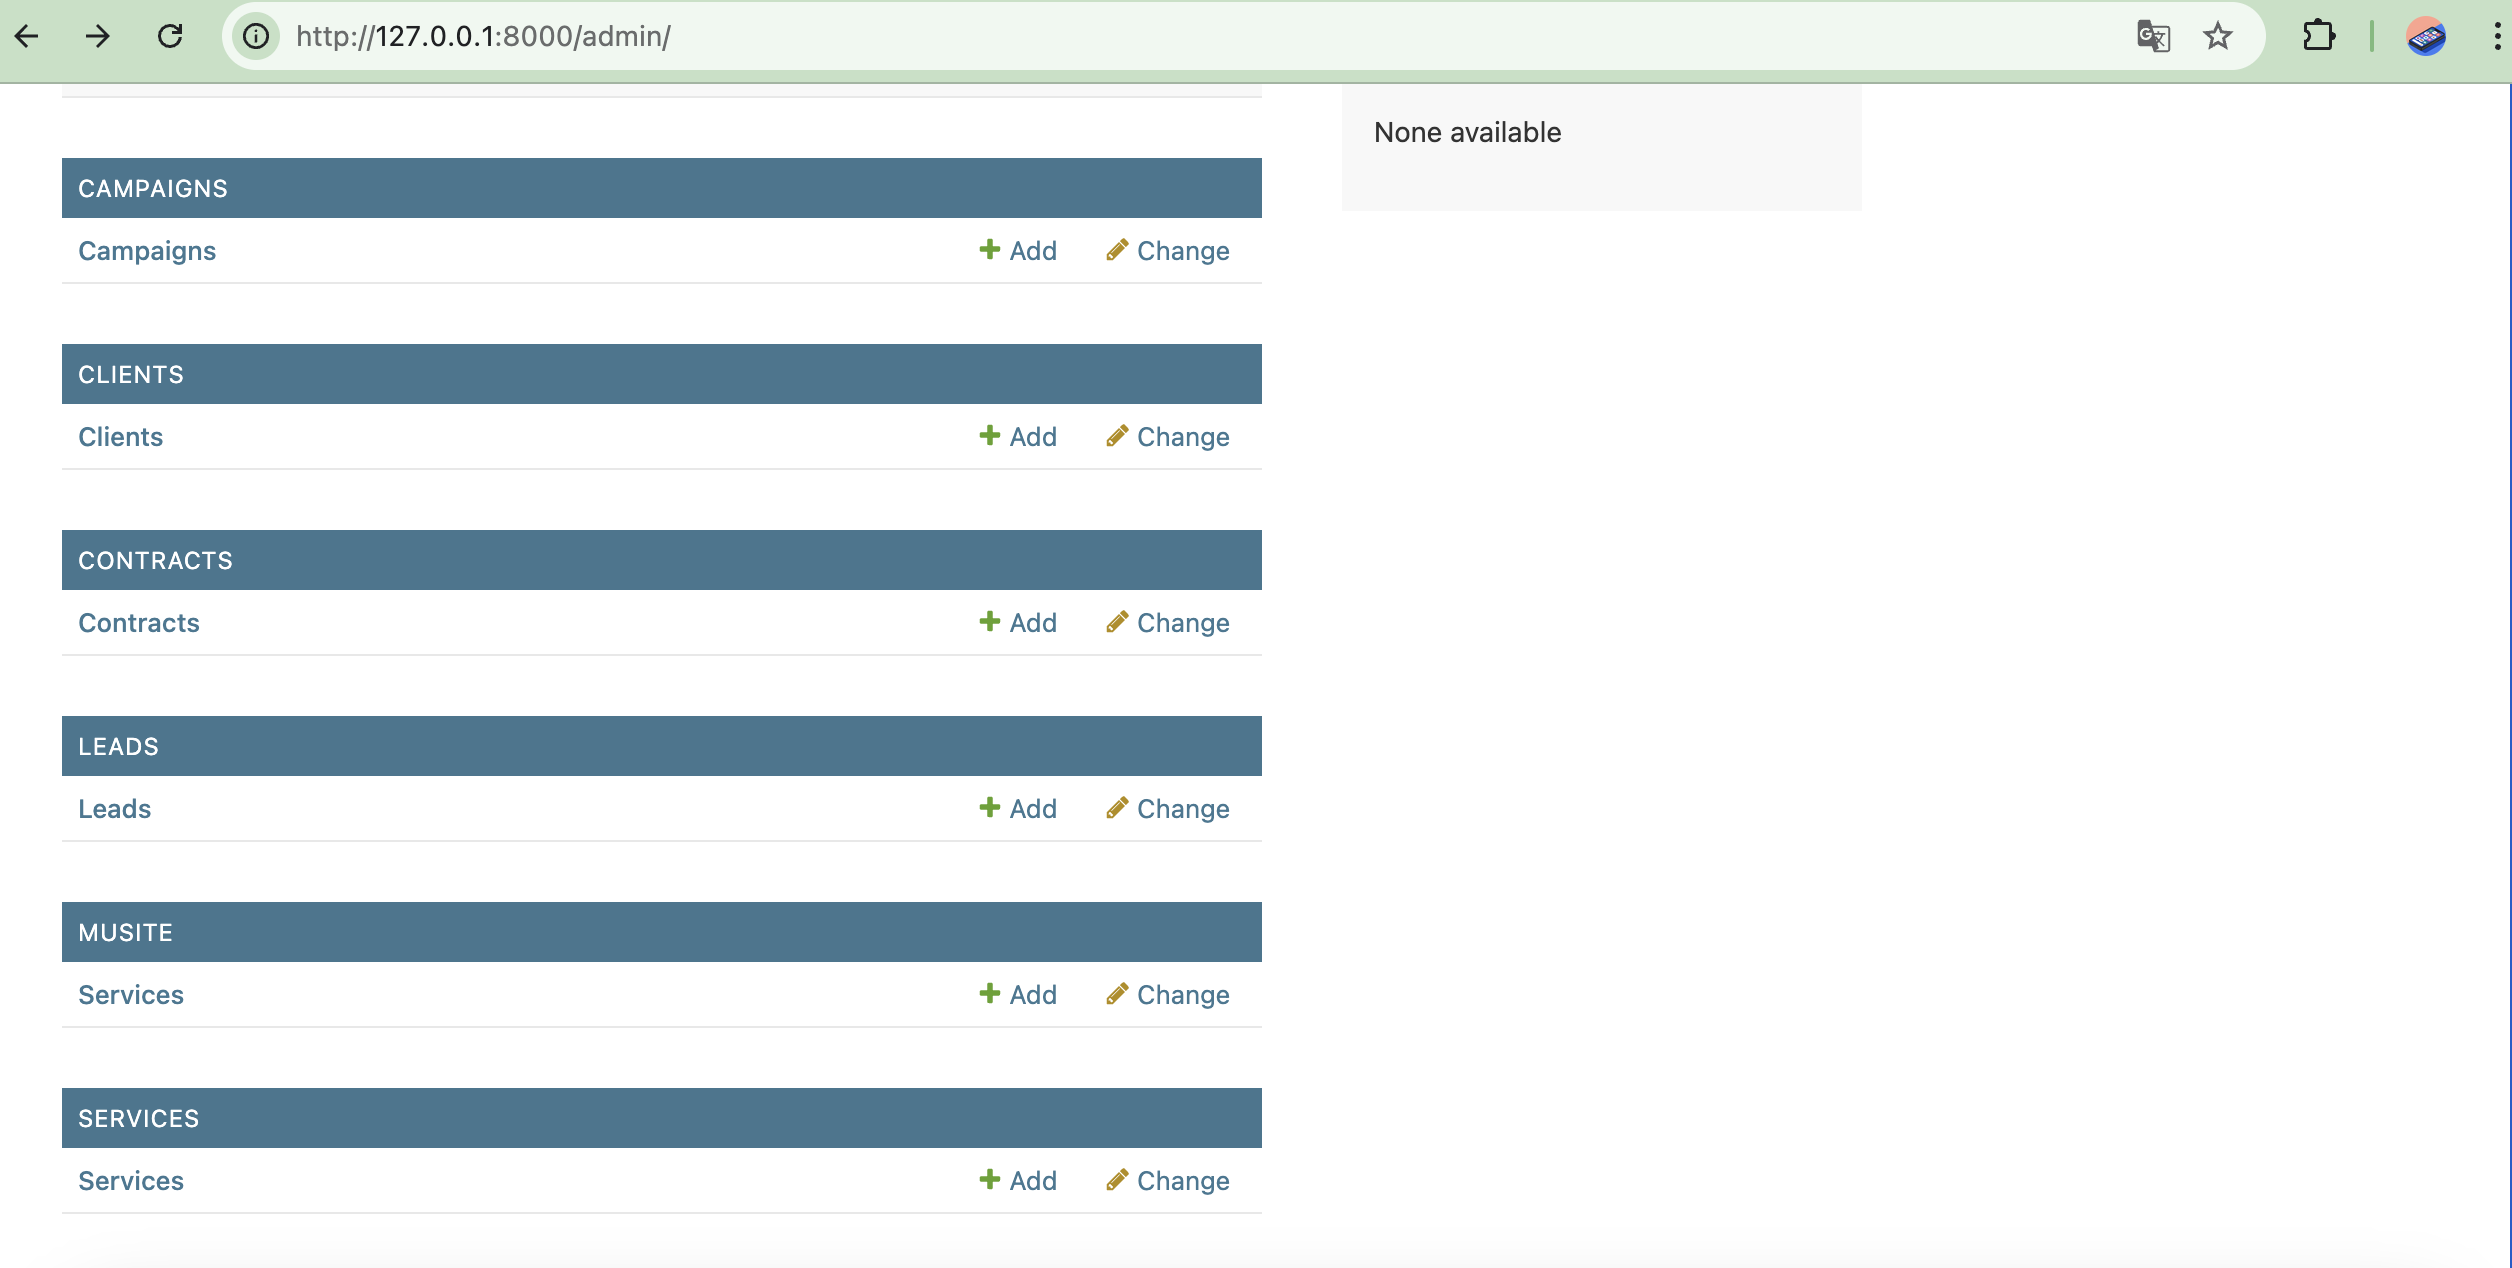 http://127.0.0.1:8000/admin/
None available
CAMPAIGNS
Campaigns Add Change
CLIENTS
Clients Add Change
CONTRACTS
Contracts Add Change
LEADS
Leads Add Change
MUSITE
Services Add Change
SERVICES
Services Add Change